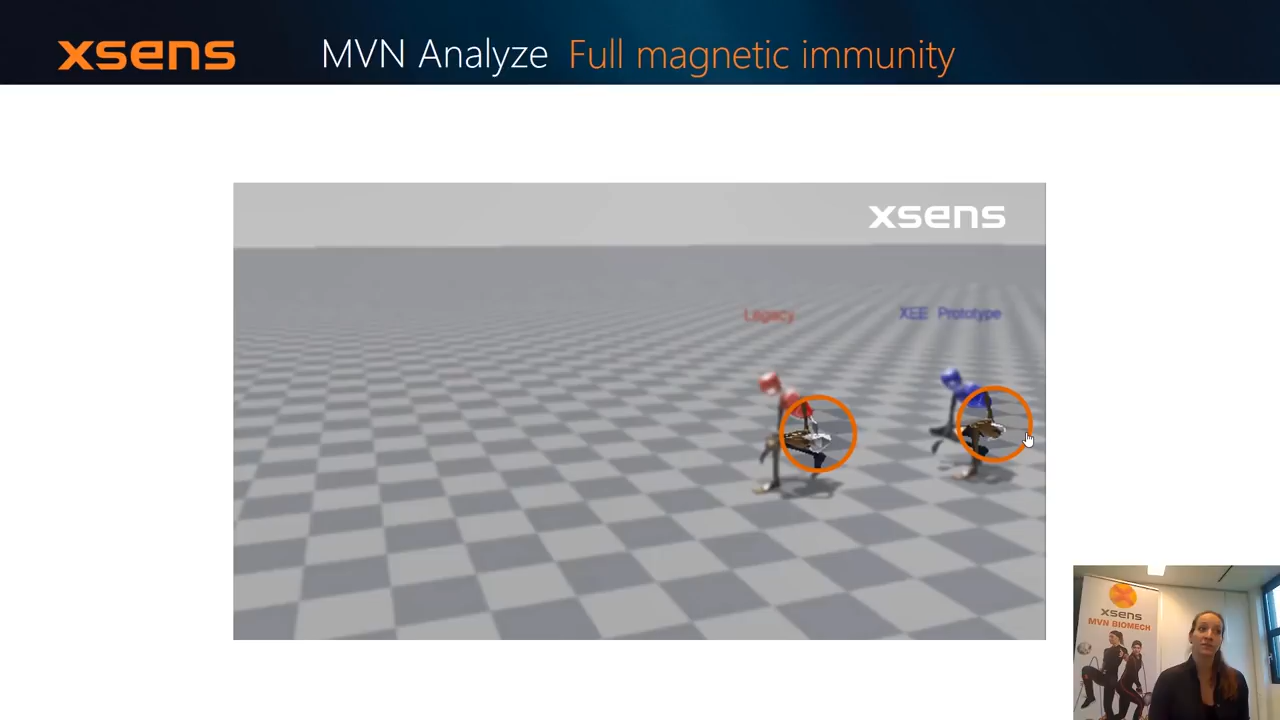 xsens
MVN Analyze Full magnetic immunity
xsens
Legacy
XEE Prototype
xsens
MVN BIOMECH